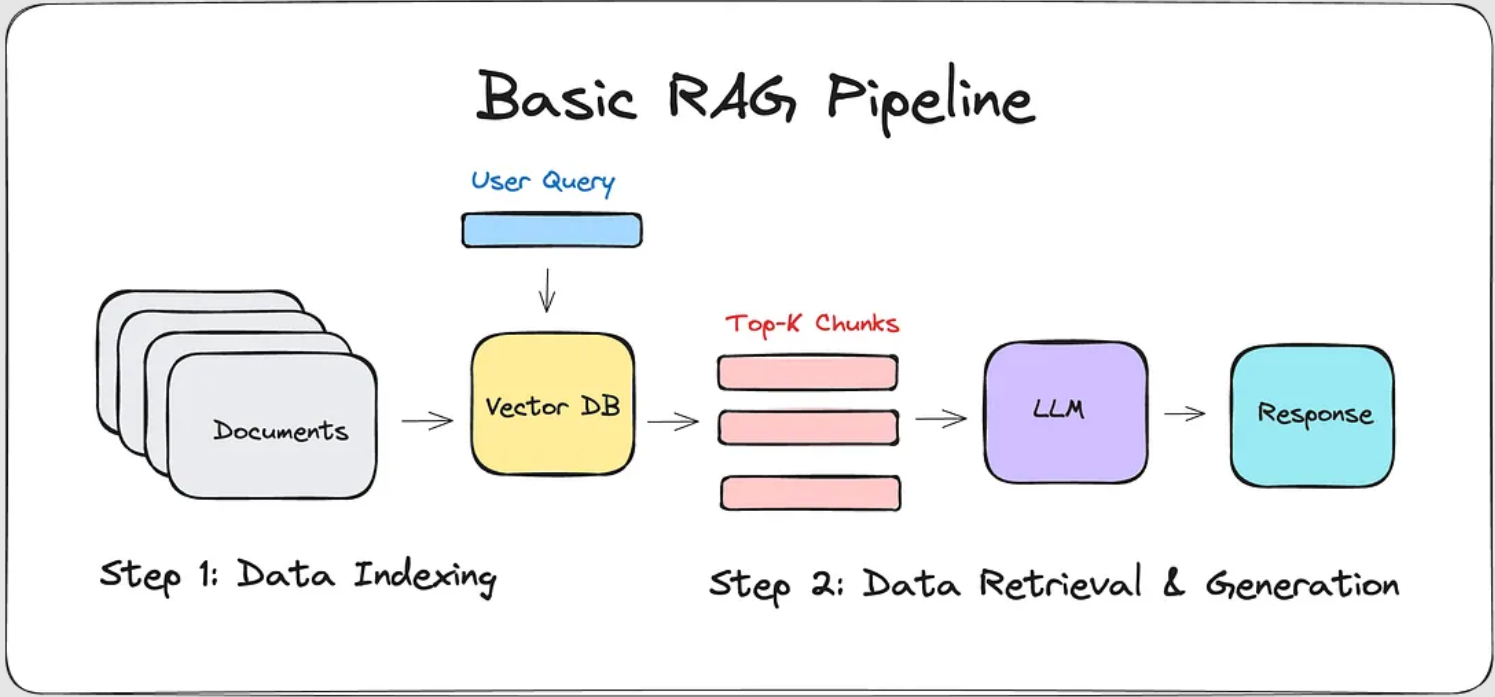 Basic RAG Pipeline
User Query
Top-K Chunks
Documents
Vector DB
LLM
Response
Step 1: Data Indexing
Step 2: Data Retrieval & Generation